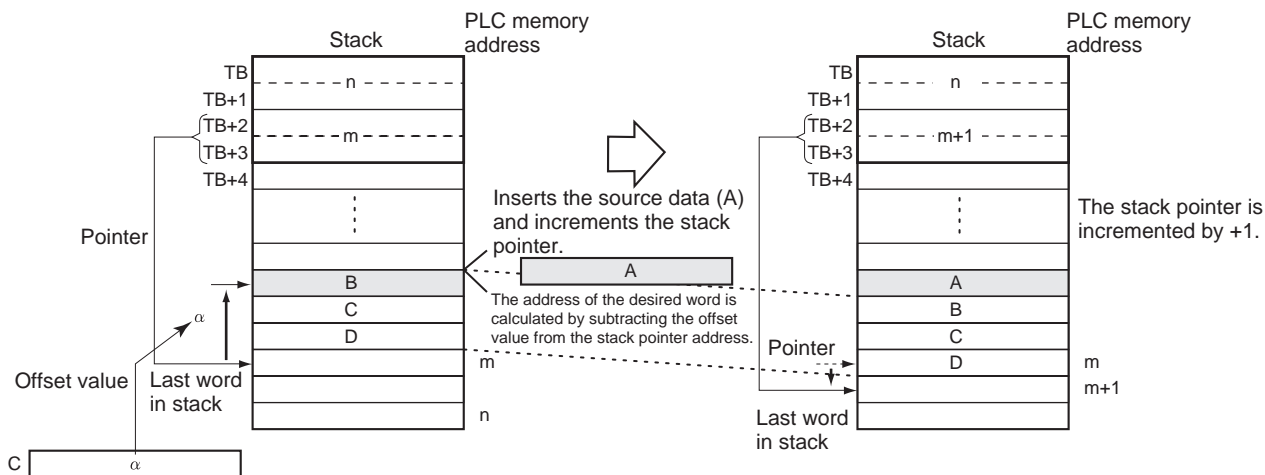 PLC memory
address
Stack
TB
n
TB+1
TB+2
m
TB+3
TB+4
Pointer
B
C
D
α
m
Offset value
Last word
in stack
n
C
α
Inserts the source data (A)
and increments the stack
pointer.
A
The address of the desired word is
calculated by subtracting the offset
value from the stack pointer address.
PLC memory
address
Stack
TB
n
TB+1
TB+2
m+1
TB+3
TB+4
The stack pointer is
incremented by +1.
A
B
C
Pointer
D
m
m+1
Last word
in stack